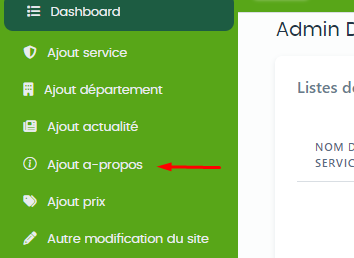 Dashboard
Admin D
Ajout service
Ajout département
Listes de
Ajout actualité
NOM D
SERVIC
Ajout a-propos
Ajout prix
Autre modification du site